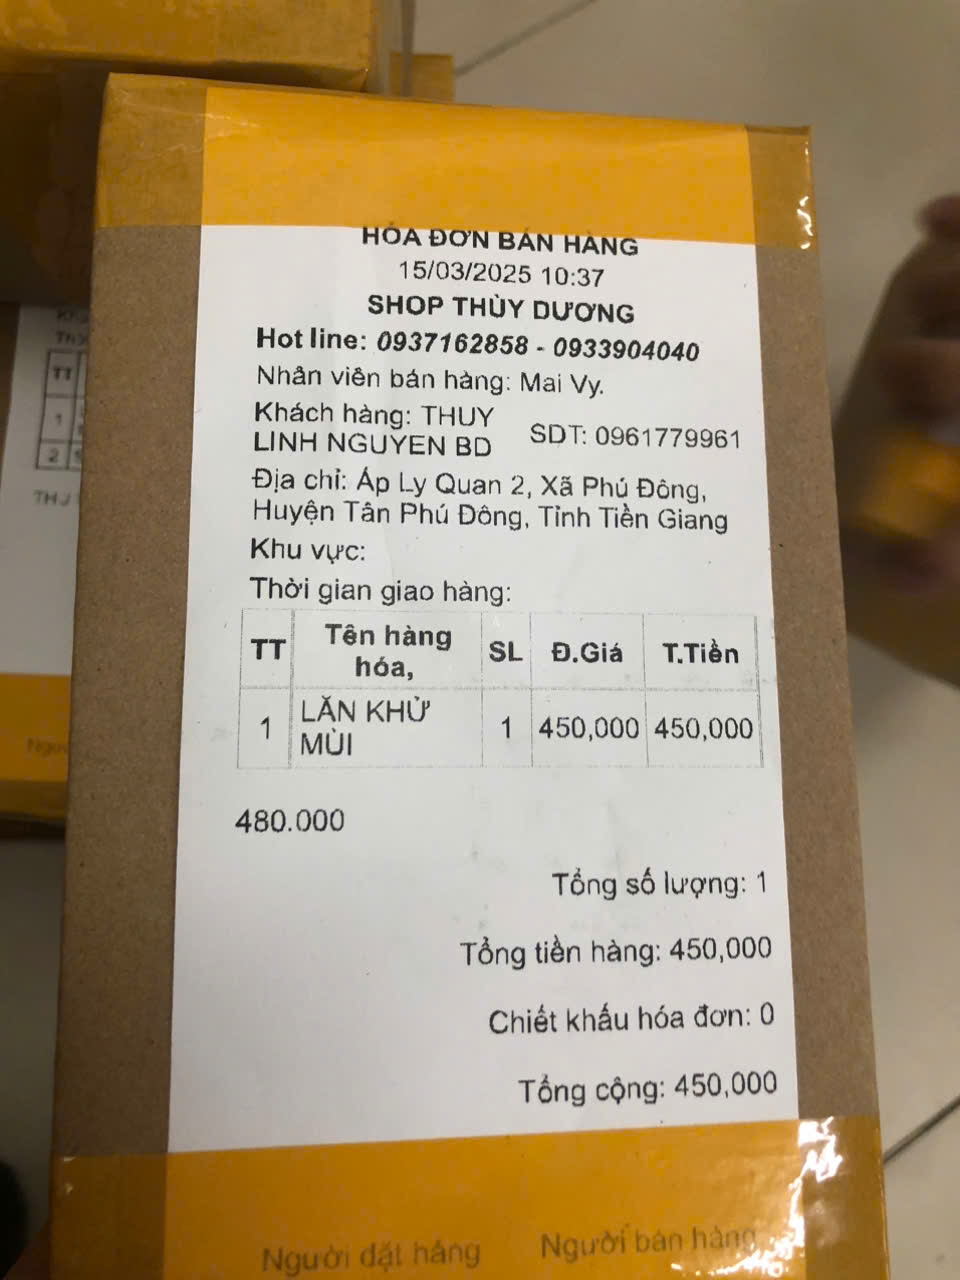 HÓA ĐƠN BÁN HÀNG
15/03/2025 10:37
SHOP THÙY DƯƠNG
Hot line: 0937162858 - 0933904040
Nhân viên bán hàng: Mai Vy.
Khách hàng: THUY LINH NGUYEN BD
SDT: 0961779961
Địa chỉ: Áp Ly Quan 2, Xã Phú Đông,
Huyện Tân Phú Đông, Tỉnh Tiền Giang
Khu vực:
Thời gian giao hàng:
TT Tên hàng hóa, SL Đ.Giá T.Tiền
1 LĂN KHỬ MÙI 1 450,000 450,000
480.000
Tổng số lượng: 1
Tổng tiền hàng: 450,000
Chiết khấu hóa đơn: 0
Tổng cộng: 450,000
Người đặt hàng Người bán hàng
TT
1
2